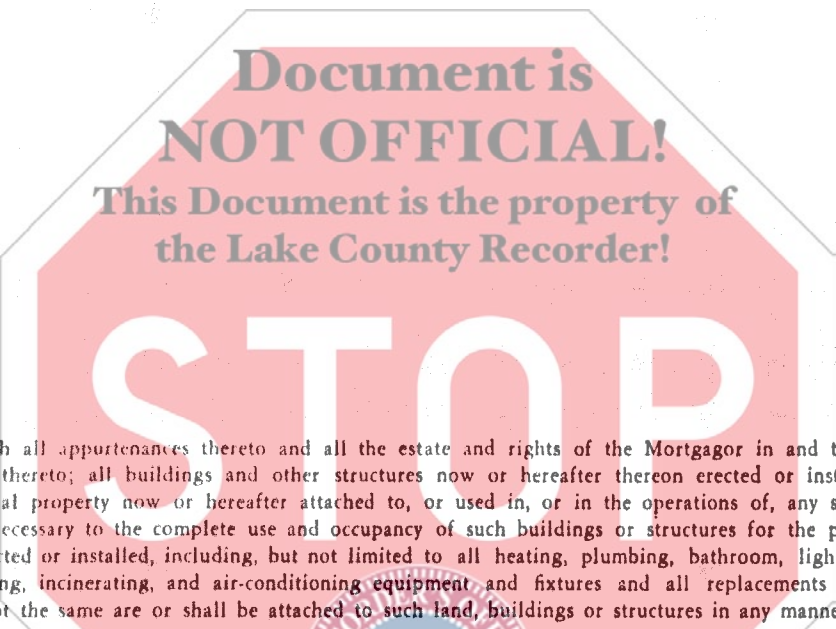 Document is
NOT OFFICIAL!
This Document is the property of
the Lake County Recorder!
STOP
all appurtenances thereto and all the estate and rights of the Mortgagor in and
thereto; all buildings and other structures now or hereafter thereon erected or
property now or hereafter attached to, or used in, or in the operations of, any
to the complete use and occupancy of such buildings or structures for the
or installed, including, but not limited to all heating, plumbing, bathroom,
incinerating, and air-conditioning equipment and fixtures and all replacements
the same are or shall be attached to such land, buildings or structures in any